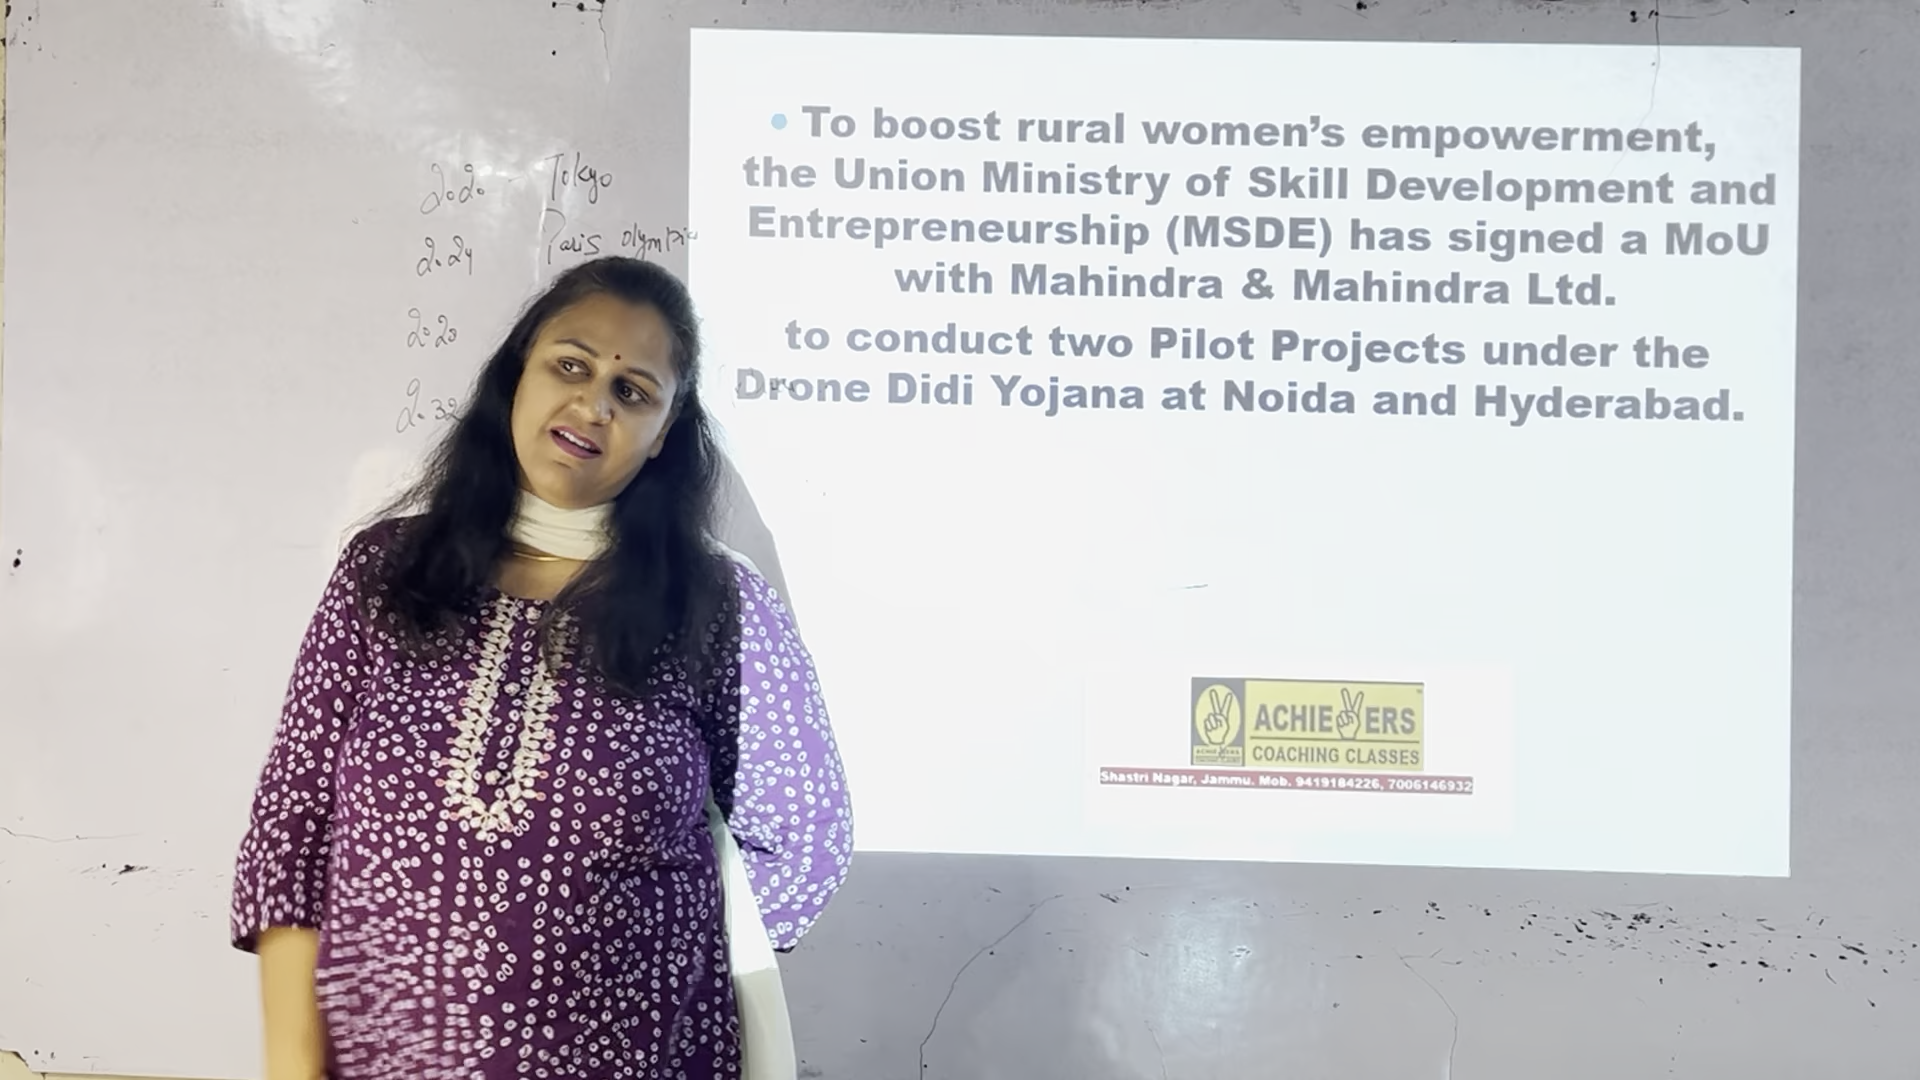 2020 - Tokyo
2024 Paris Olympic
• To boost rural women’s empowerment,
the Union Ministry of Skill Development and
Entrepreneurship (MSDE) has signed a MoU
with Mahindra & Mahindra Ltd.
to conduct two Pilot Projects under the
Drone Didi Yojana at Noida and Hyderabad.
2032
ACHIEVERS
COACHING CLASSES
Shastri Nagar, Jammu. Mob. 9419184226, 7006146932